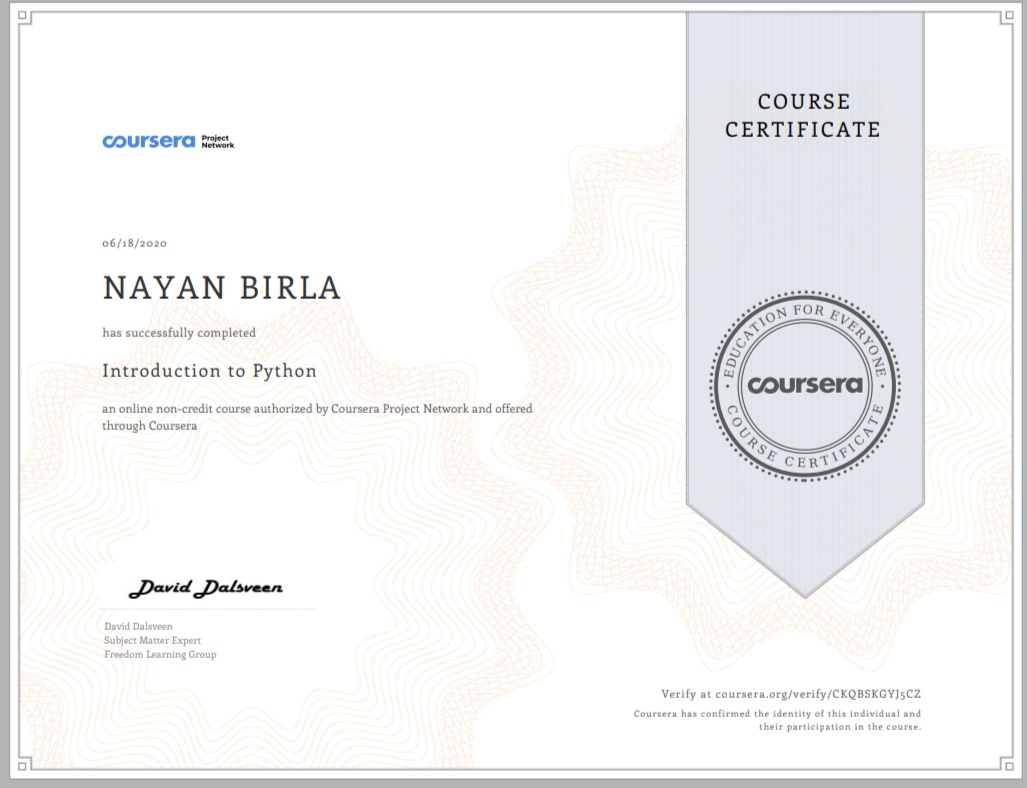 COURSE
CERTIFICATE
coursera Project
Network
06/18/2020
NAYAN BIRLA
has successfully completed
Introduction to Python
an online non-credit course authorized by Coursera Project Network and offered
through Coursera
EDUCATION FOR EVERYONE
coursera
COURSE CERTIFICATE
David Dalsveen
David Dalsveen
Subject Matter Expert
Freedom Learning Group
Verify at coursera.org/verify/CKQBSKGYJ5CZ
Coursera has confirmed the identity of this individual and
their participation in the course.